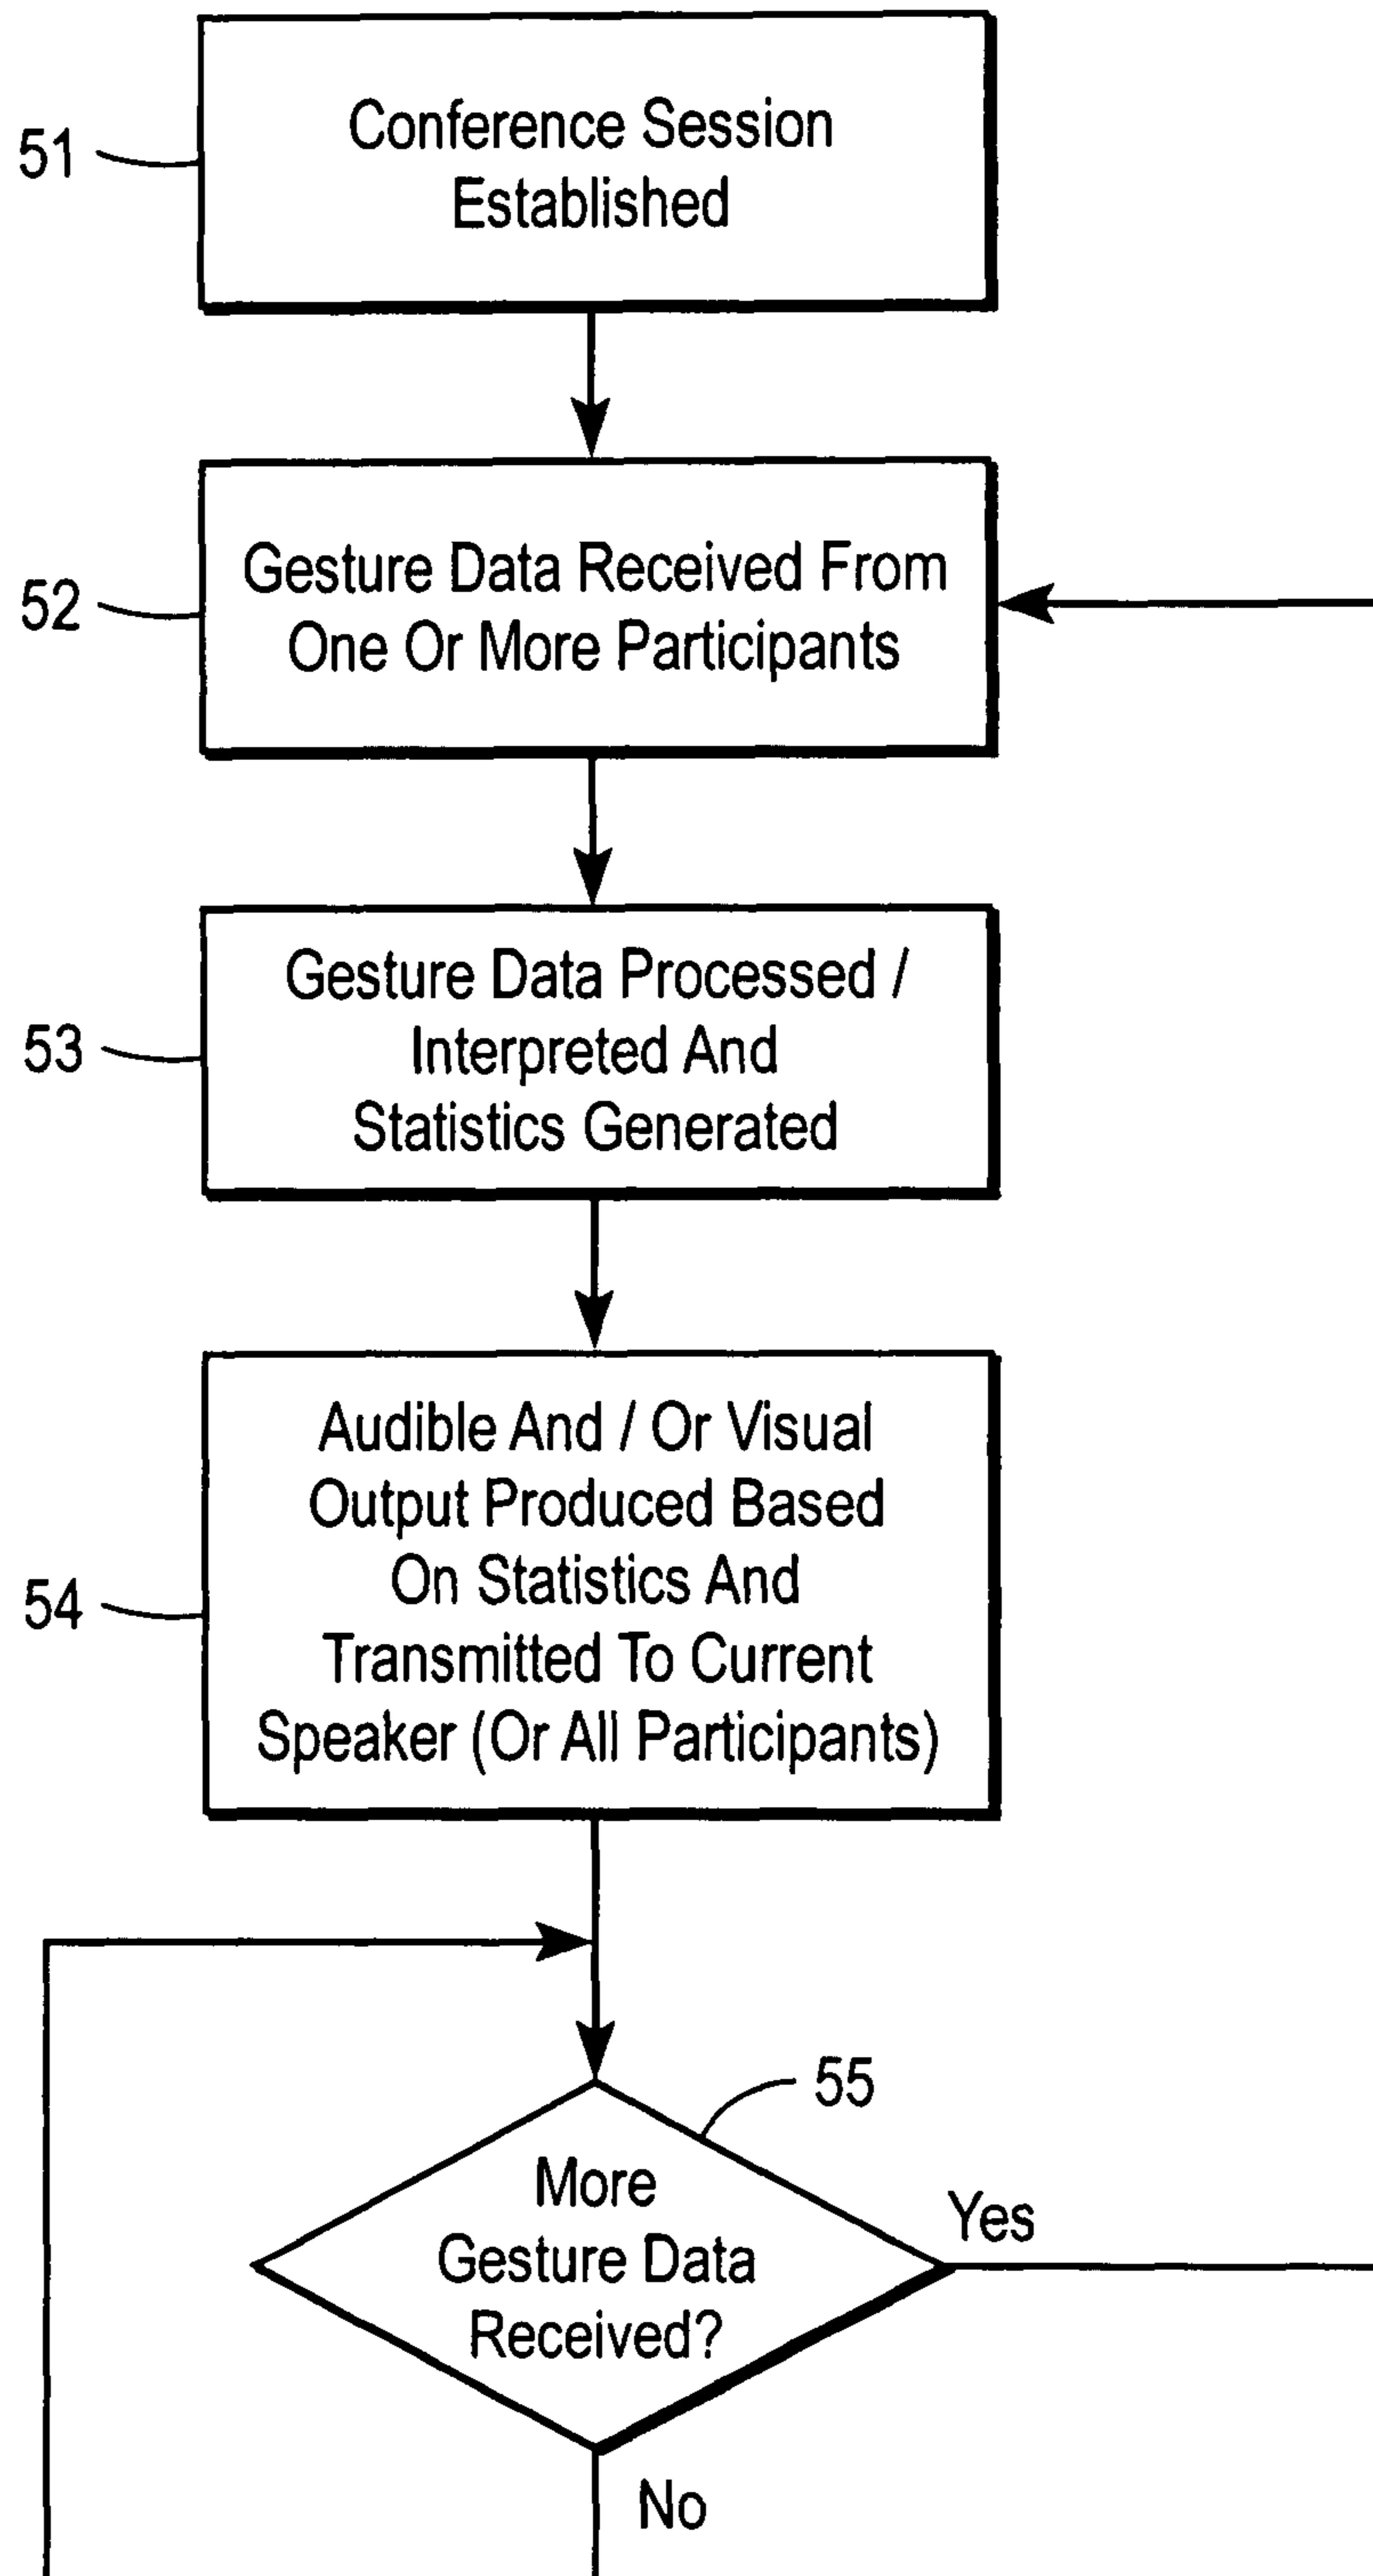 51
Conference Session
Established
52
Gesture Data Received From
One Or More Participants
53
Gesture Data Processed /
Interpreted And
Statistics Generated
54
Audible And / Or Visual
Output Produced Based
On Statistics And
Transmitted To Current
Speaker (Or All Participants)
55
More
Gesture Data
Received?
Yes
No